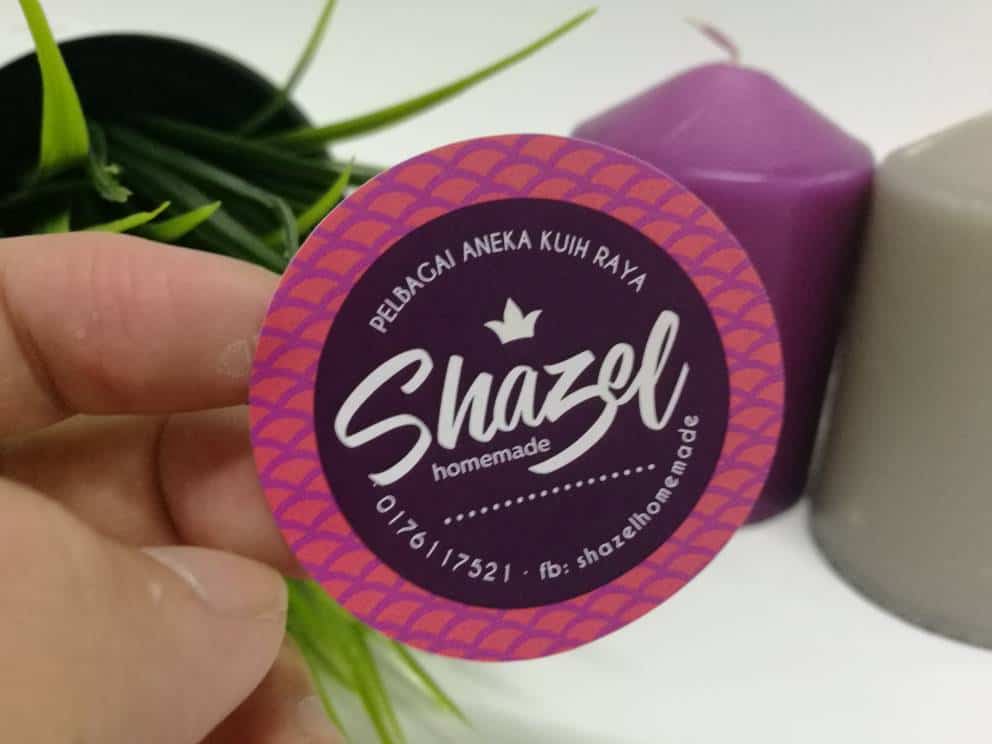 PELBAGAI ANEKA KUIH RAYA
Shazel
homemade
0176117521 · fb: shazelhomemade